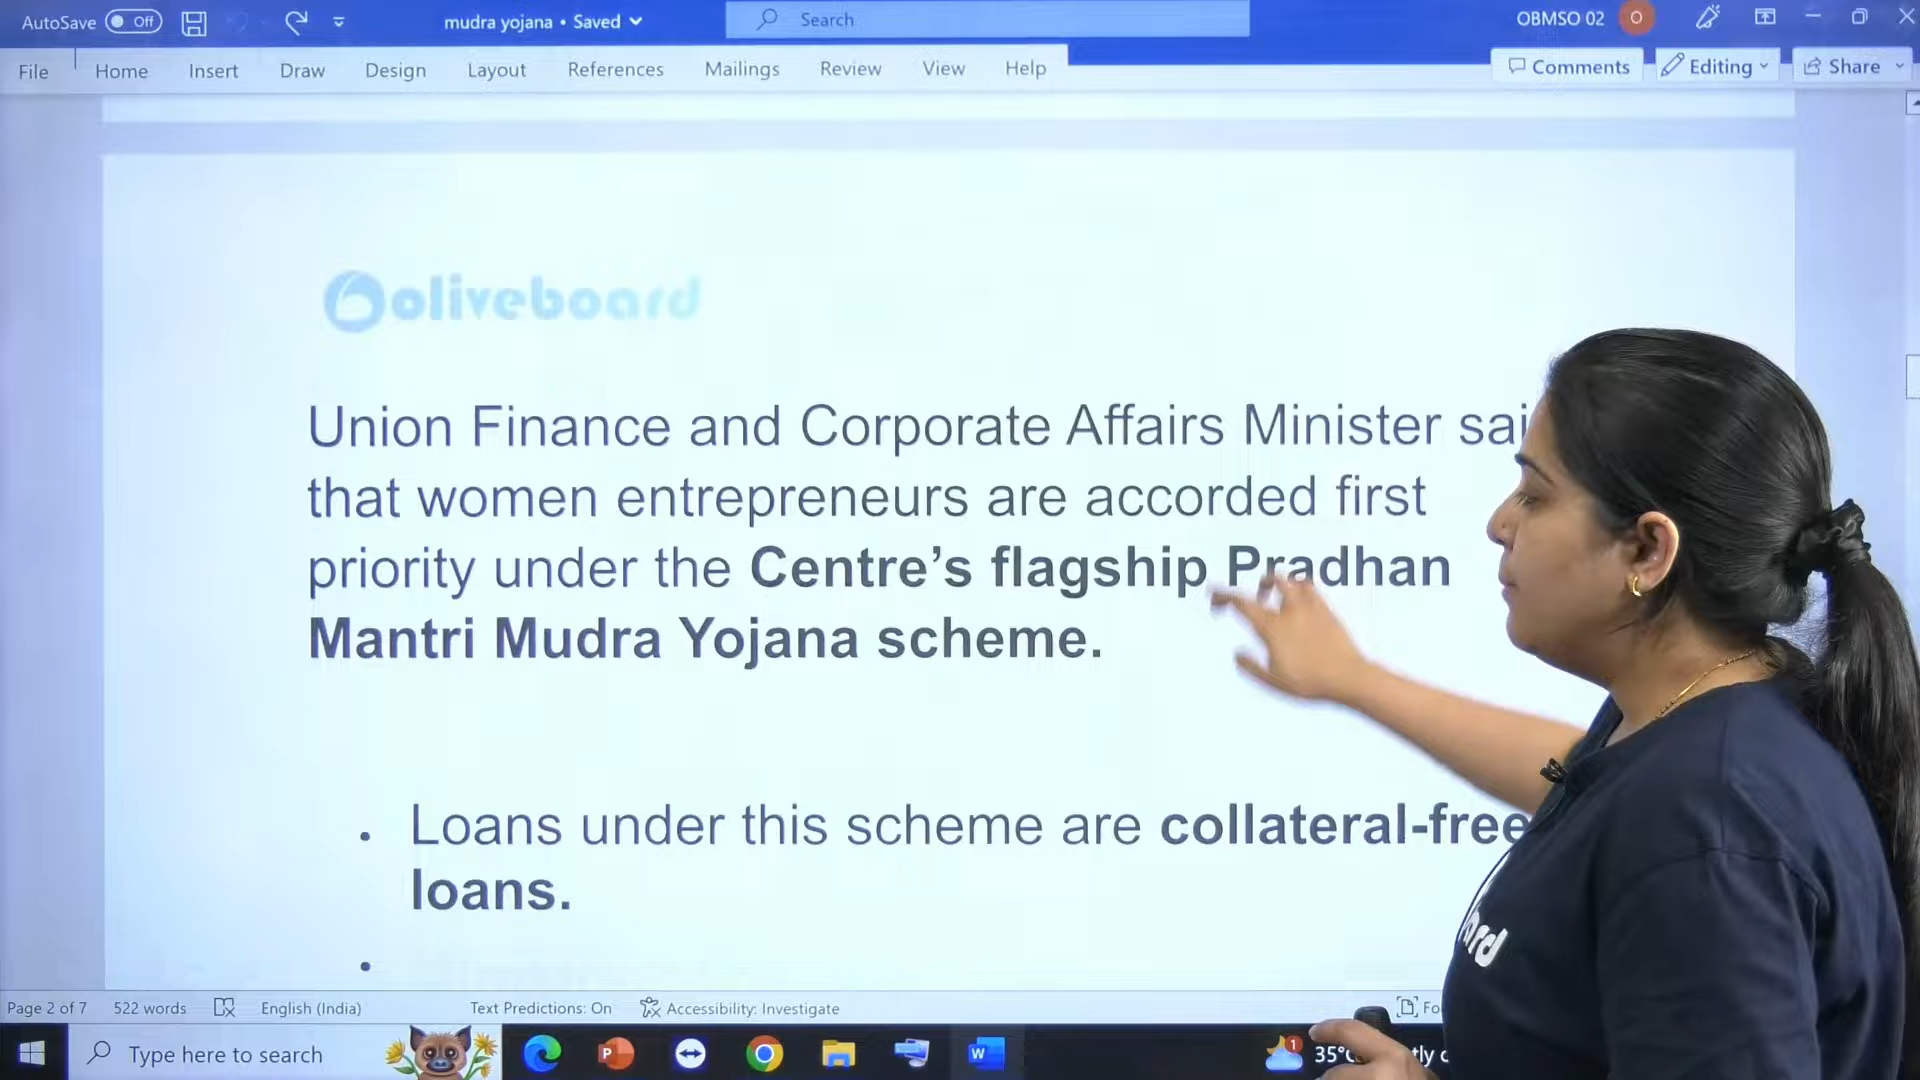 AutoSave Off mudra yojana • Saved Search OBMSO 02 O
File Home Insert Draw Design Layout References Mailings Review View Help Comments Editing Share
oliveboard
Union Finance and Corporate Affairs Minister
that women entrepreneurs are accorded first
priority under the Centre’s flagship Pradhan
Mantri Mudra Yojana scheme.
• Loans under this scheme are collateral-free
loans.
•
Page 2 of 7 522 words English (India) Text Predictions: On Accessibility: Investigate
Type here to search P W 1 35°C